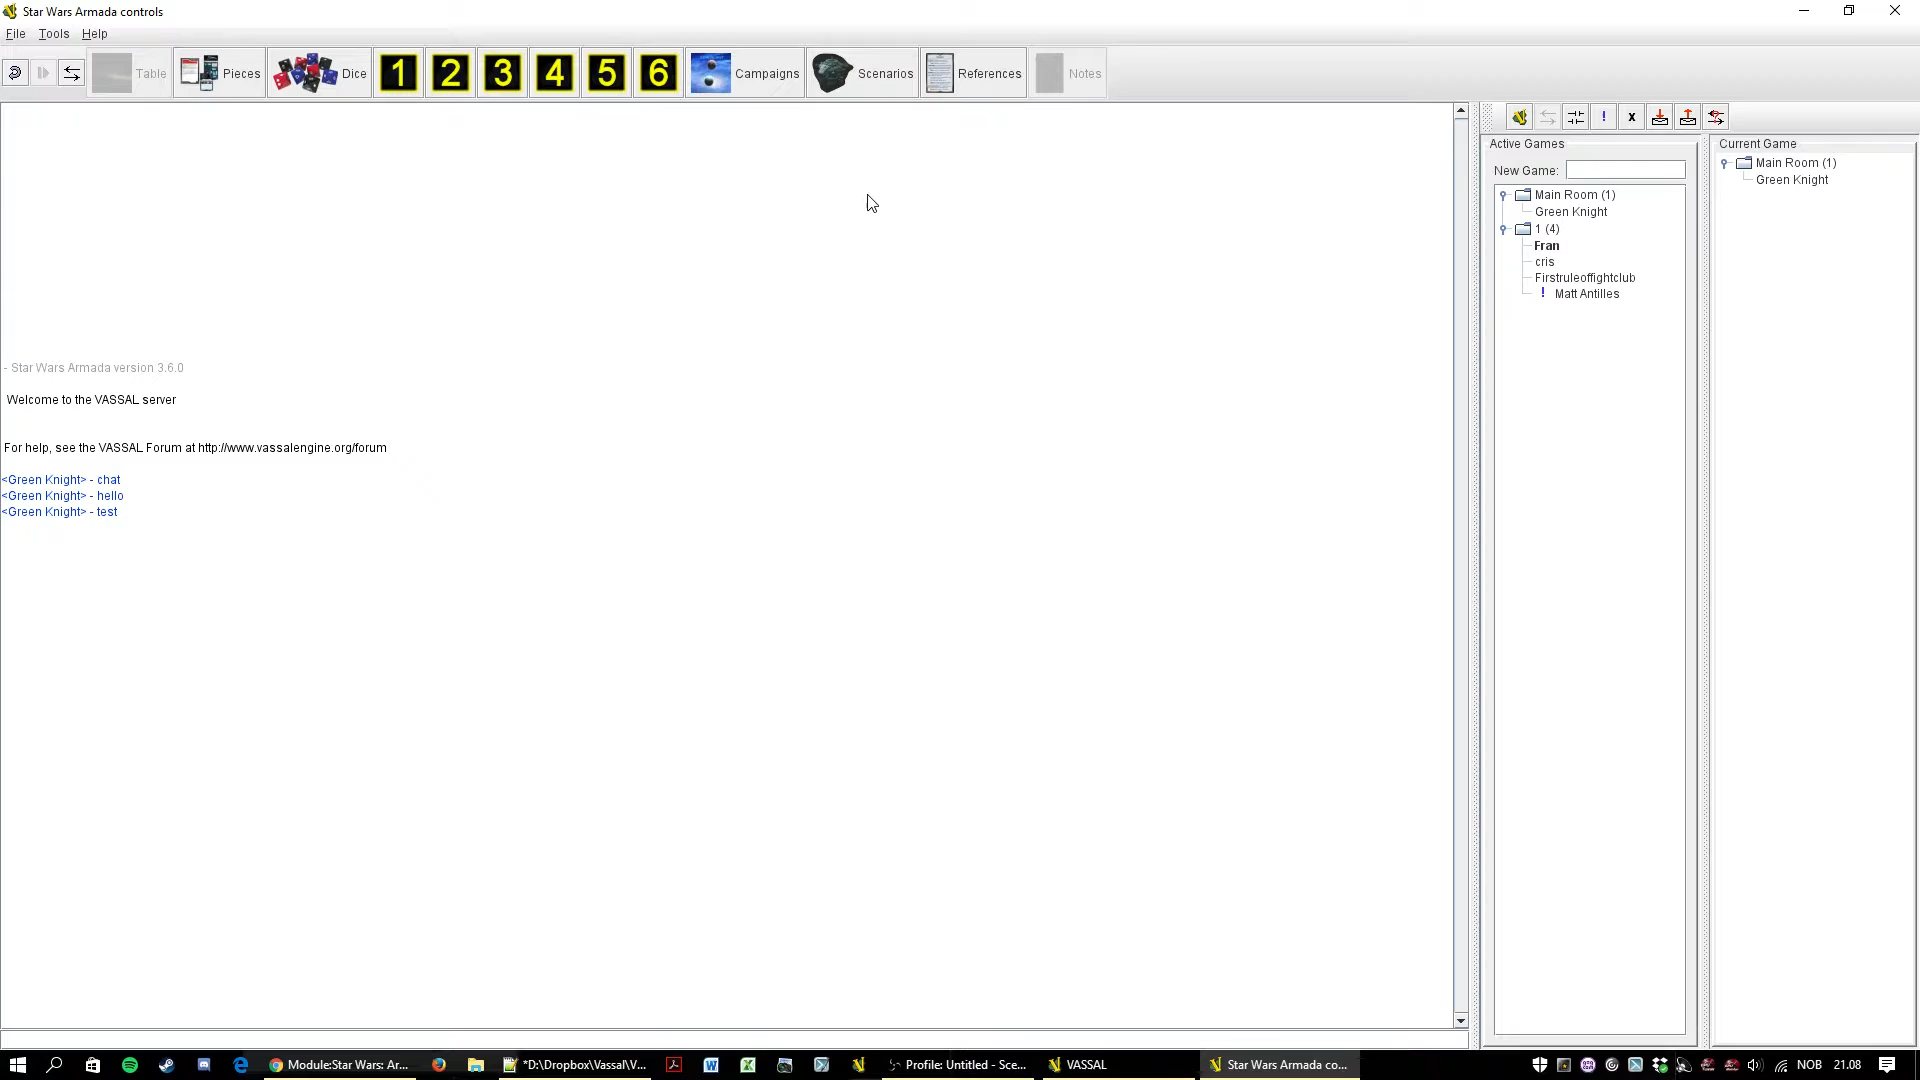 Star Wars Armada controls
File Tools Help
Table Pieces Dice 1 2 3 4 5 6 Campaigns Scenarios References Notes
! x
Active Games
New Game:
Main Room (1)
Green Knight
1 (4)
Fran
cris
Firstruleoffightclub
! Matt Antilles
Current Game
Main Room (1)
Green Knight
- Star Wars Armada version 3.6.0
Welcome to the VASSAL server
For help, see the VASSAL Forum at http://www.vassalengine.org/forum
<Green Knight> - chat
<Green Knight> - hello
<Green Knight> - test
Module:Star Wars: Ar...
*D:\Dropbox\Vassal\V...
Profile: Untitled - Sce...
VASSAL
Star Wars Armada co...
NOB 21.08